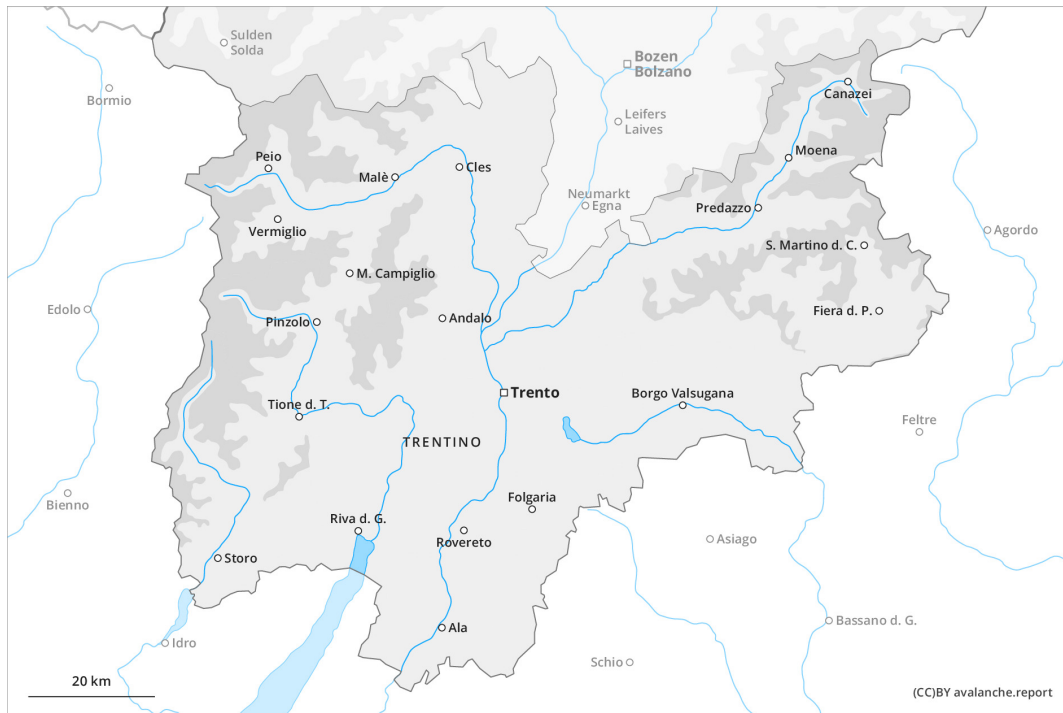 Sulden
Solda
Bozen
Bolzano
Bormio
Canazei
Leifers
Laives
Moena
Peio
Malè
Cles
Neumarkt
Egna
Predazzo
Vermiglio
Agordo
S. Martino d. C.
M. Campiglio
Edolo
Pinzolo
Andalo
Fiera d. P.
Trento
Borgo Valsugana
Tione d. T.
Feltre
TRENTINO
Bienno
Folgaria
Riva d. G.
Rovereto
Asiago
Storo
Ala
Bassano d. G.
Idro
Schio
20 km
(CC)BY avalanche.report